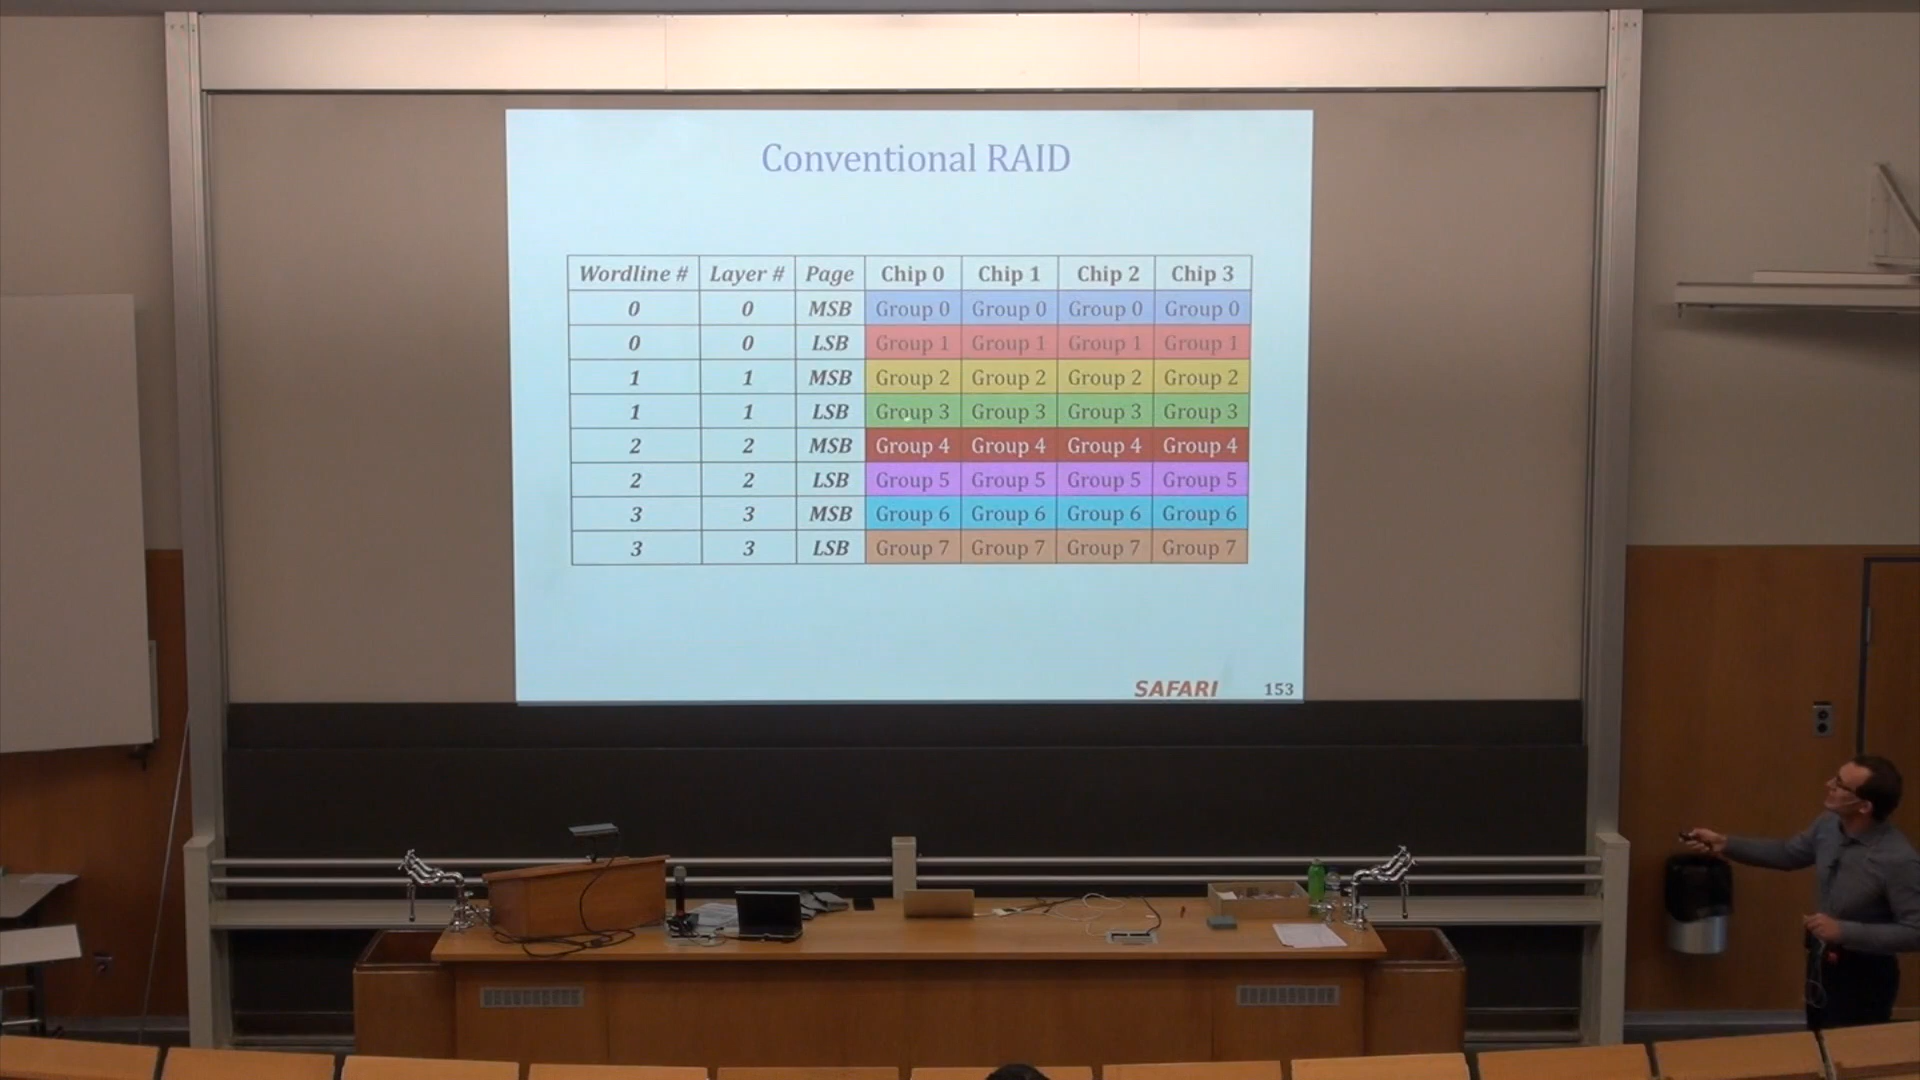 Conventional RAID
Wordline # Layer # Page Chip 0 Chip 1 Chip 2 Chip 3
0 0 MSB Group 0 Group 0 Group 0 Group 0
0 0 LSB Group 1 Group 1 Group 1 Group 1
1 1 MSB Group 2 Group 2 Group 2 Group 2
1 1 LSB Group 3 Group 3 Group 3 Group 3
2 2 MSB Group 4 Group 4 Group 4 Group 4
2 2 LSB Group 5 Group 5 Group 5 Group 5
3 3 MSB Group 6 Group 6 Group 6 Group 6
3 3 LSB Group 7 Group 7 Group 7 Group 7
SAFARI 153